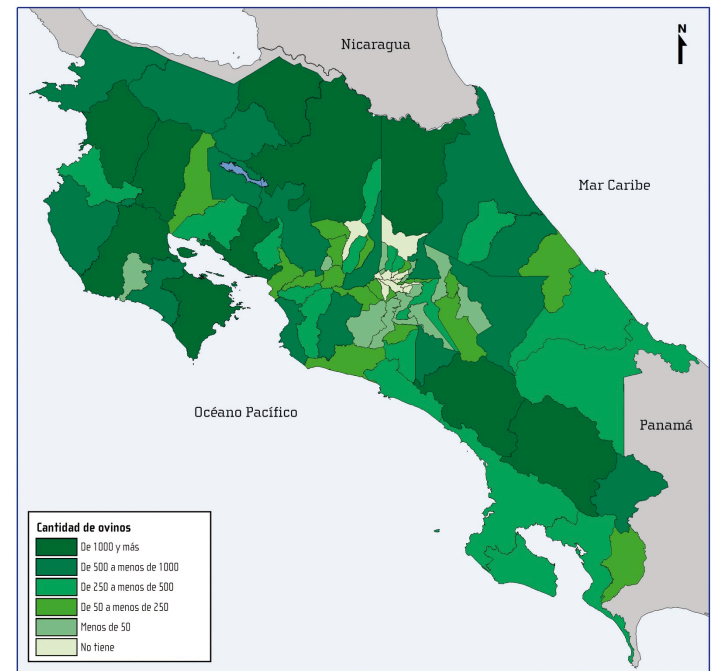 Nicaragua
N
Mar Caribe
Océano Pacífico
Panamá
Cantidad de ovinos
De 1000 y más
De 500 a menos de 1000
De 250 a menos de 500
De 50 a menos de 250
Menos de 50
No tiene